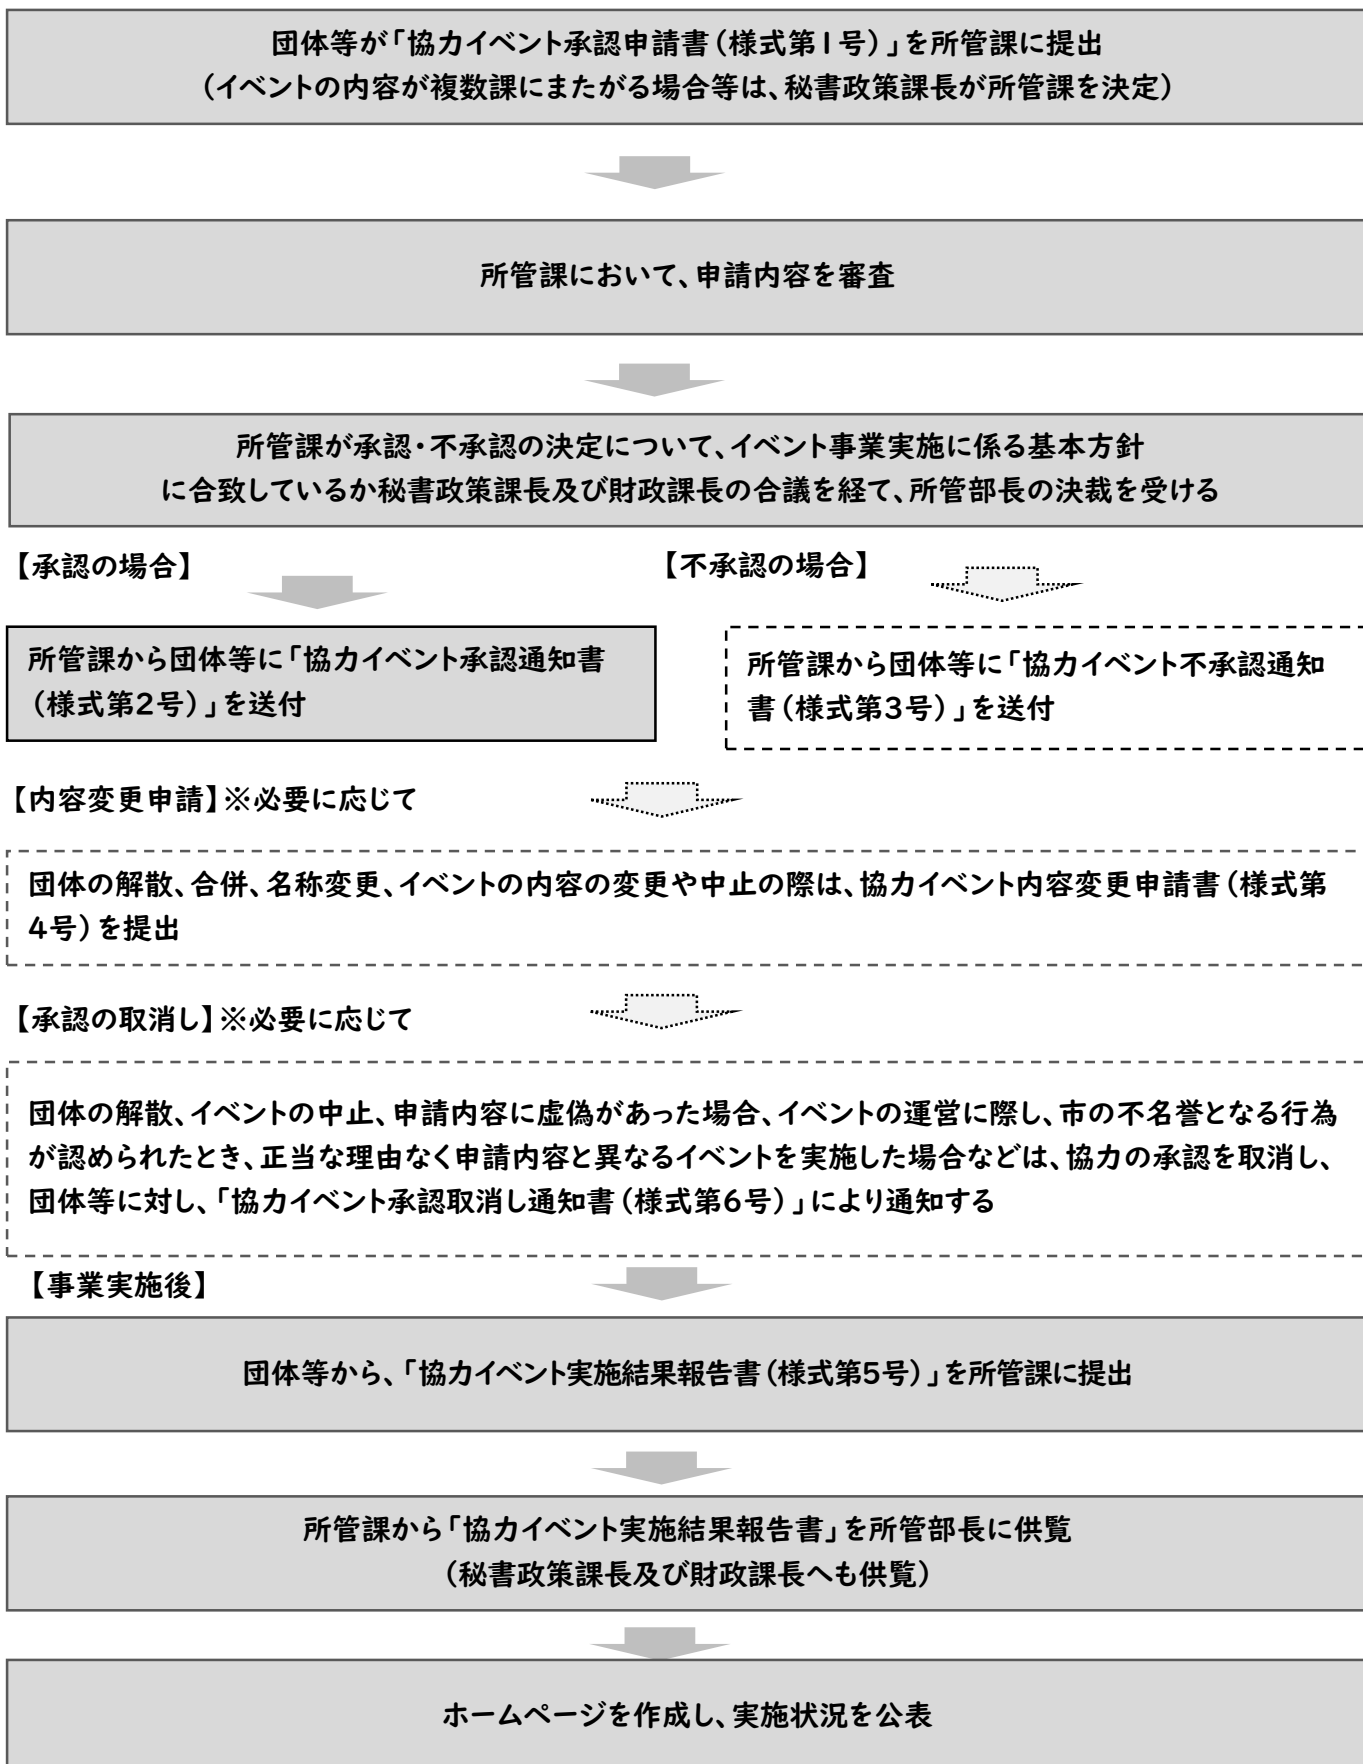 団体等が「協力イベント承認申請書（様式第1号）」を所管課に提出
（イベントの内容が複数課にまたがる場合等は、秘書政策課長が所管課を決定）
所管課において、申請内容を審査
所管課が承認・不承認の決定について、イベント事業実施に係る基本方針
に合致しているか秘書政策課長及び財政課長の合議を経て、所管部長の決裁を受ける
【承認の場合】
所管課から団体等に「協力イベント承認通知書
（様式第2号）」を送付
【不承認の場合】
所管課から団体等に「協力イベント不承認通知
書（様式第3号）」を送付
【内容変更申請】※必要に応じて
団体の解散、合併、名称変更、イベントの内容の変更や中止の際は、協力イベント内容変更申請書（様式第
4号）を提出
【承認の取消し】※必要に応じて
団体の解散、イベントの中止、申請内容に虚偽があった場合、イベントの運営に際し、市の不名誉となる行為
が認められたとき、正当な理由なく申請内容と異なるイベントを実施した場合などは、協力の承認を取消し、
団体等に対し、「協力イベント承認取消し通知書（様式第6号）」により通知する
【事業実施後】
団体等から、「協力イベント実施結果報告書（様式第5号）」を所管課に提出
所管課から「協力イベント実施結果報告書」を所管部長に供覧
（秘書政策課長及び財政課長へも供覧）
ホームページを作成し、実施状況を公表